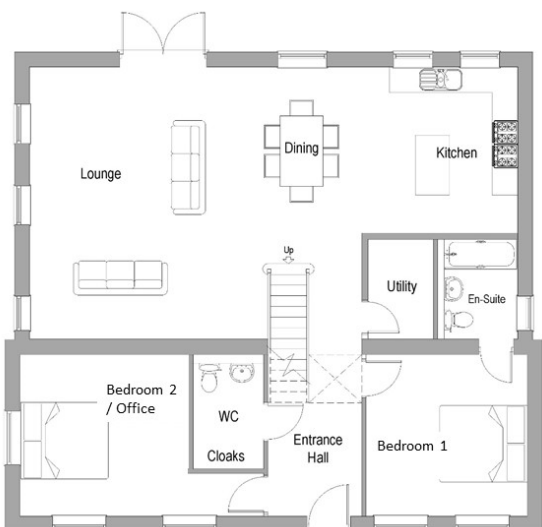 Dining
Kitchen
Lounge
Up
Utility
En-Suite
Bedroom 2
/ Office
WC
Cloaks
Entrance
Hall
Bedroom 1